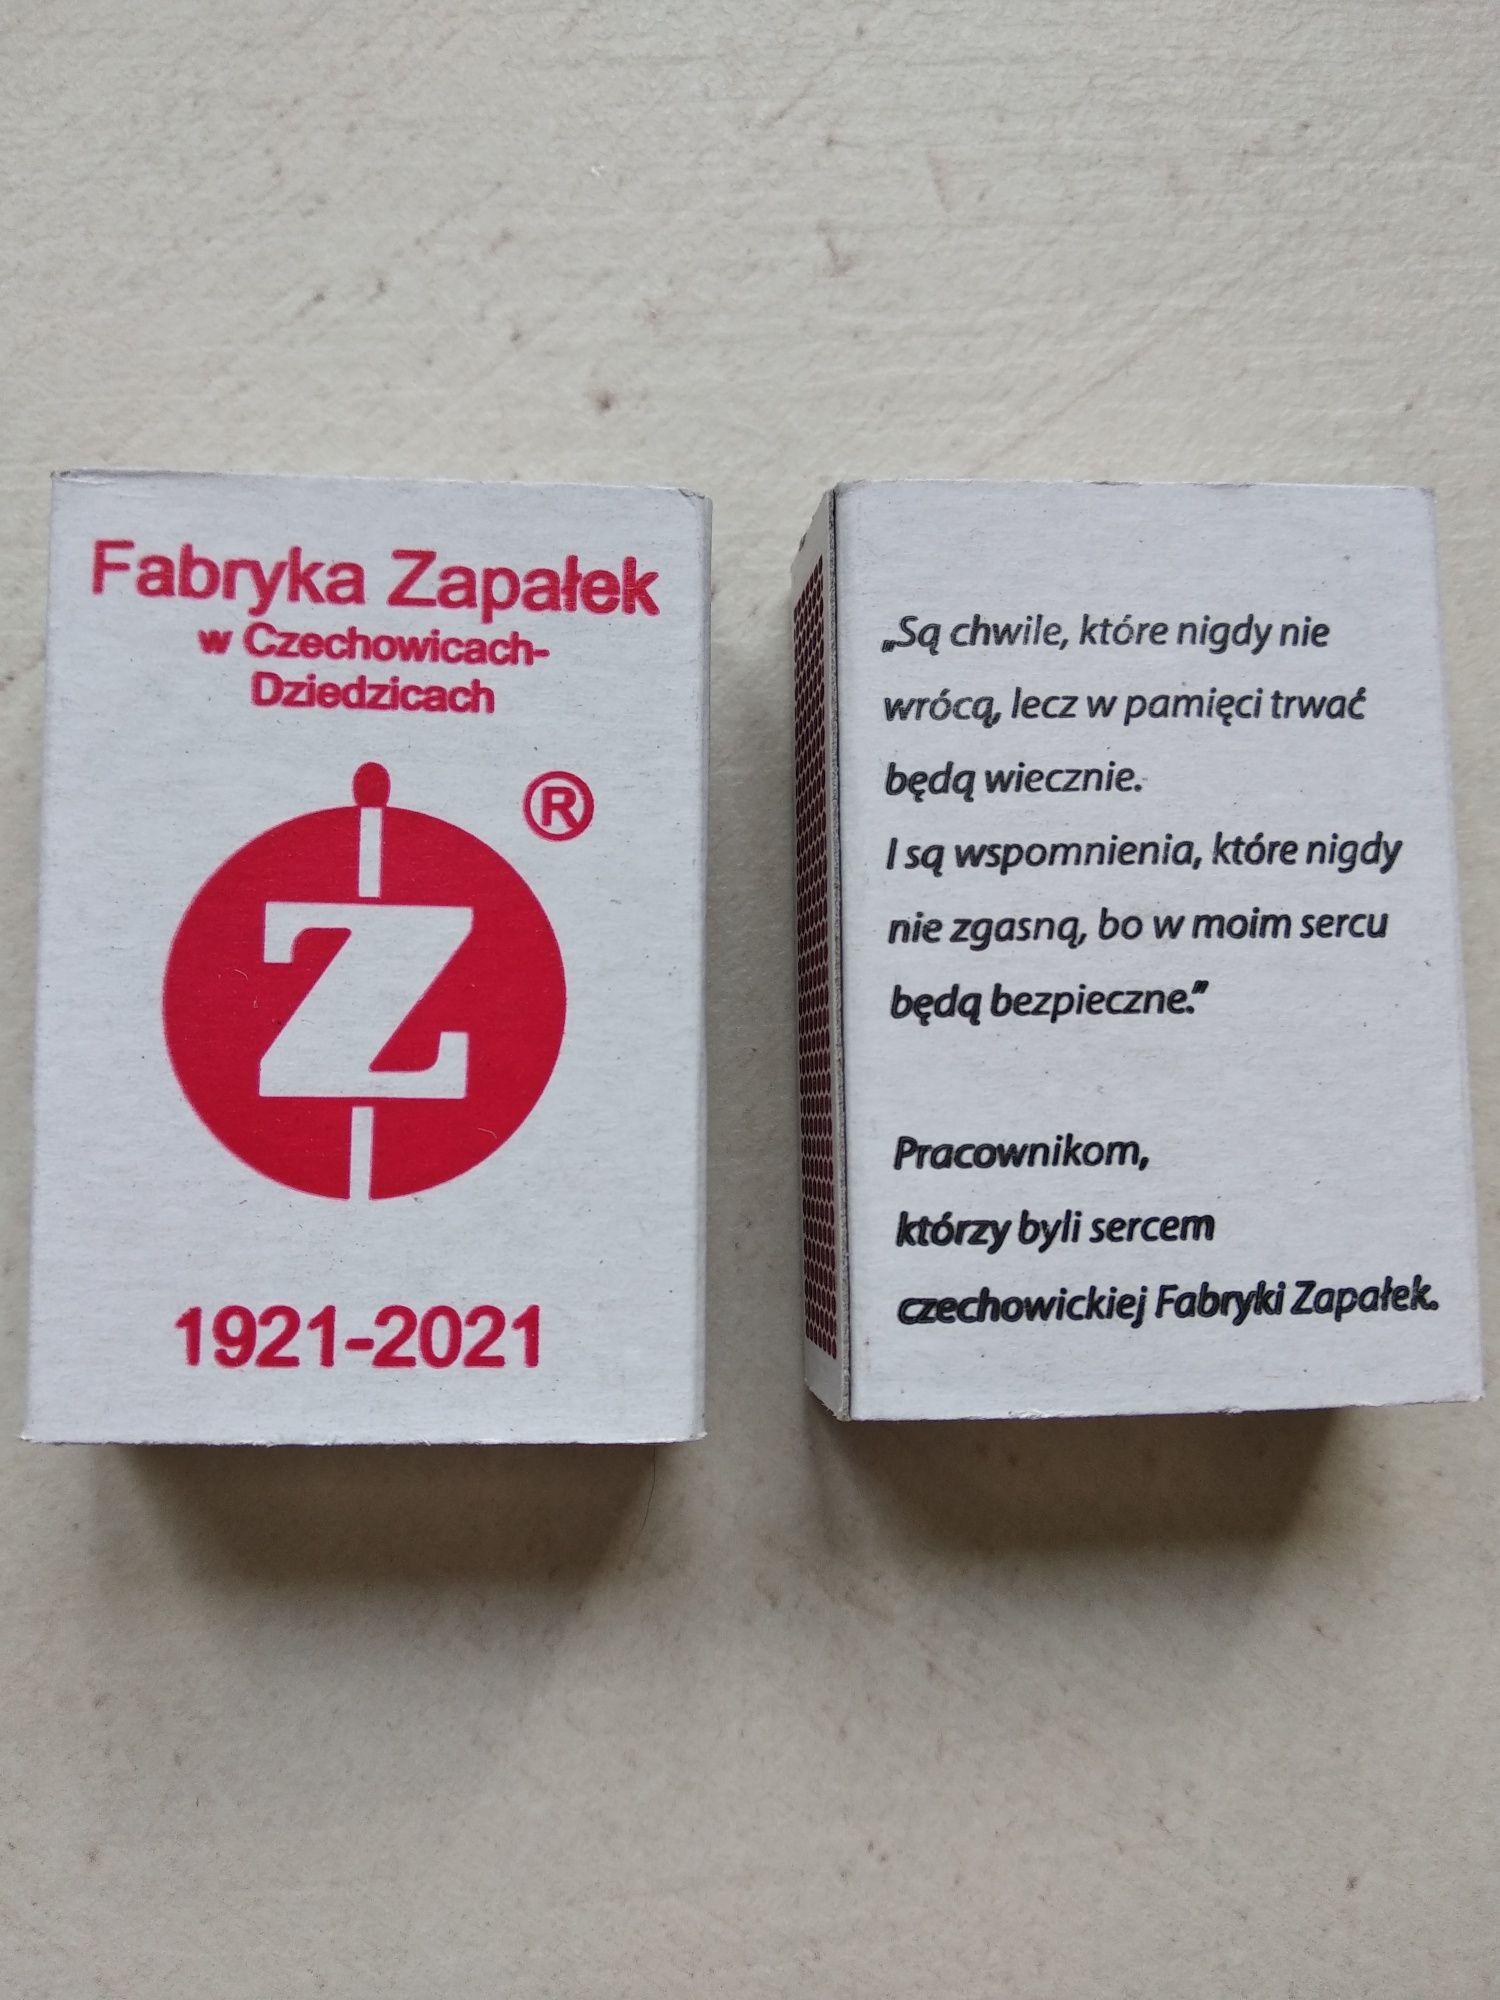 Fabryka Zapałek
w Czechowicach-
Dziedzicach
®
Z
1921-2021
„Są chwile, które nigdy nie
wrócą, lecz w pamięci trwać
będą wiecznie.
I są wspomnienia, które nigdy
nie zgasną, bo w moim sercu
będą bezpieczne.”
Pracownikom,
którzy byli sercem
czechowickiej Fabryki Zapałek.